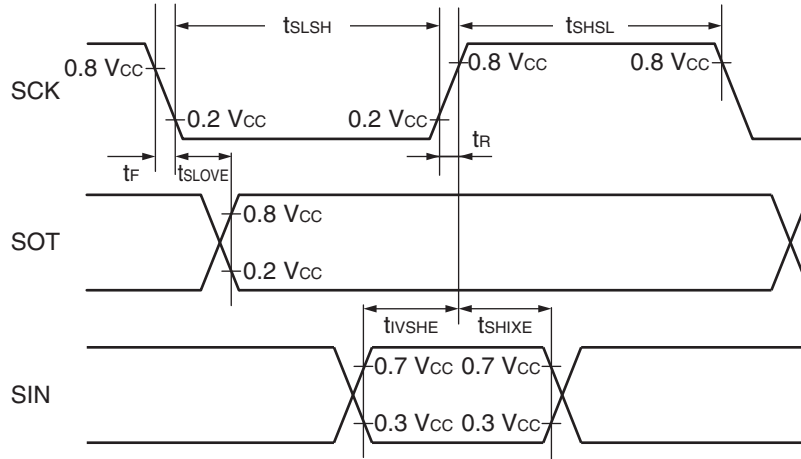 tSLSH tSHSL
0.8 VCC 0.8 VCC 0.8 VCC
SCK
0.2 VCC 0.2 VCC
tF tSLOVE tR
0.8 VCC
SOT
0.2 VCC
tIVSHE tSHIXE
0.7 VCC 0.7 VCC
SIN
0.3 VCC 0.3 VCC